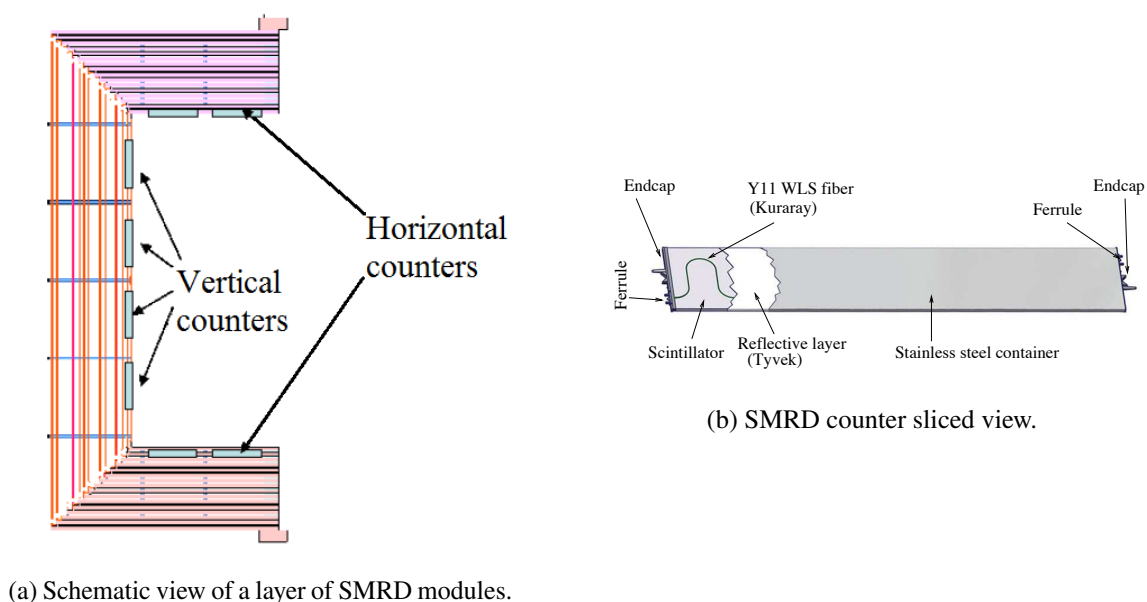 Horizontal
counters
Vertical
counters
(a) Schematic view of a layer of SMRD modules.
Endcap
Y11 WLS fiber
(Kuraray)
Endcap
Ferrule
Ferrule
Scintillator
Reflective layer
(Tyvek)
Stainless steel container
(b) SMRD counter sliced view.